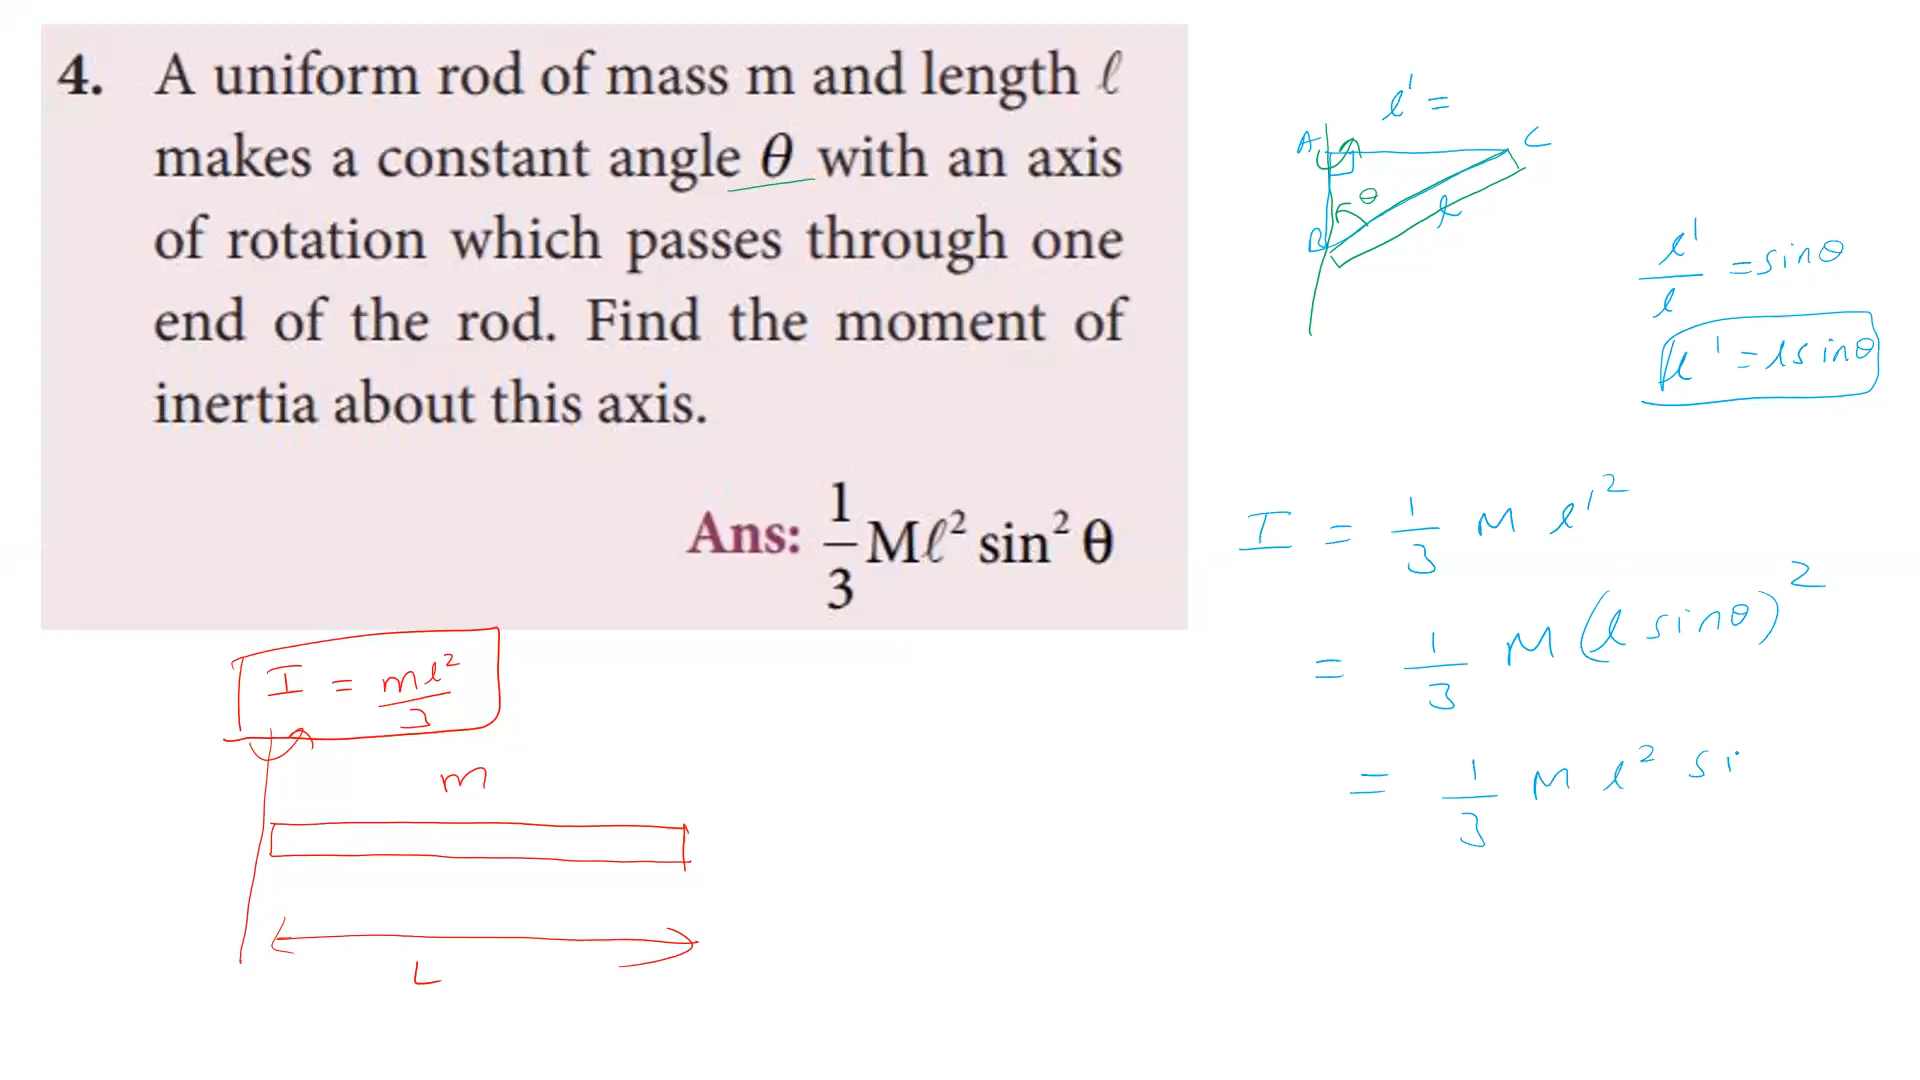 4. A uniform rod of mass m and length ℓ
makes a constant angle θ with an axis
of rotation which passes through one
end of the rod. Find the moment of
inertia about this axis.
Ans: 1/3 Mℓ² sin² θ
I = mℓ²/3
m
L
ℓ' =
A
C
θ
ℓ
B
ℓ'/ℓ = sinθ
ℓ' = ℓsinθ
I = 1/3 M ℓ'²
= 1/3 M (ℓ sinθ)²
= 1/3 M ℓ² si